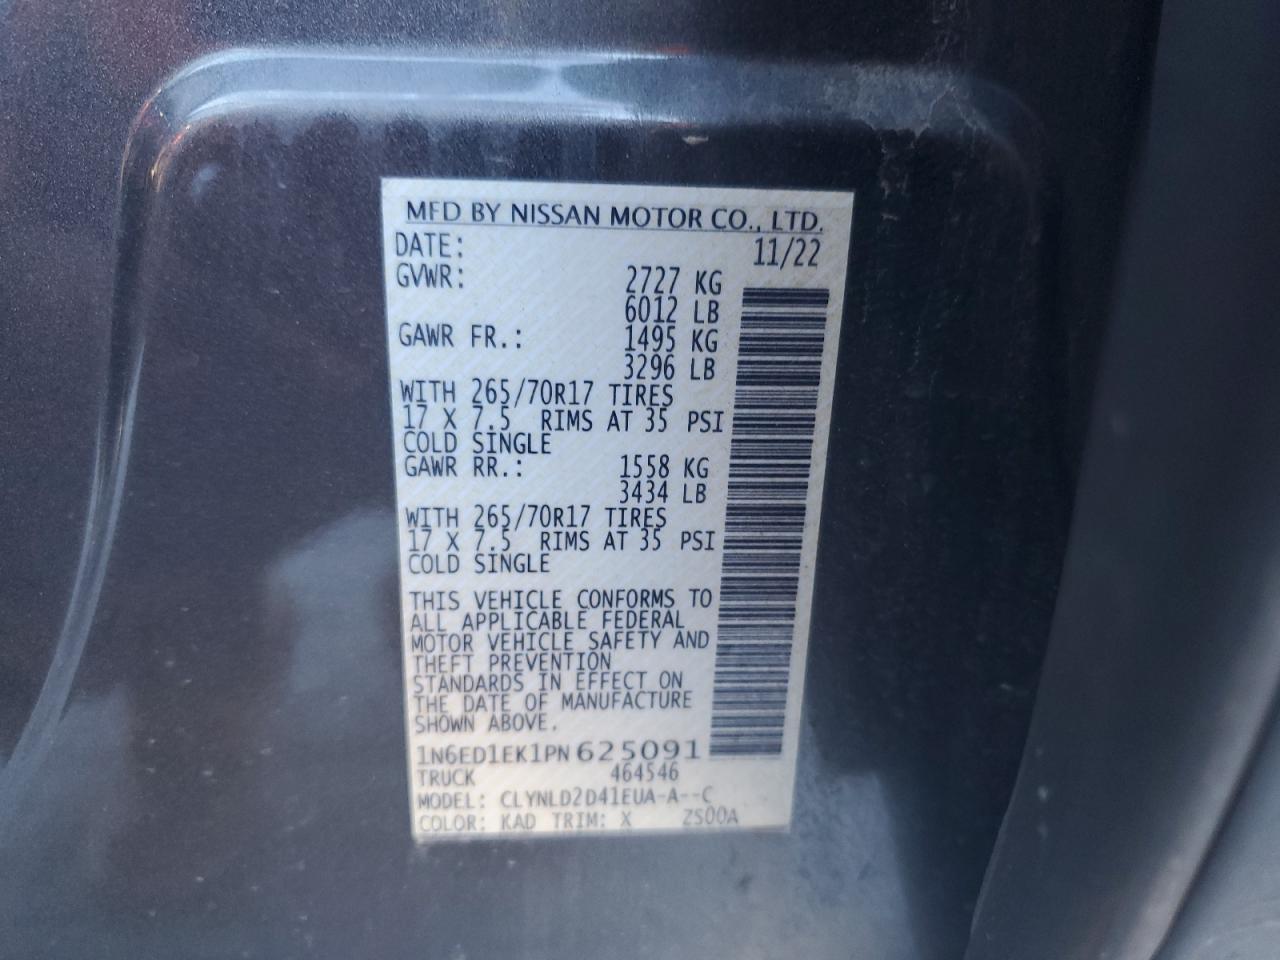 MFD BY NISSAN MOTOR CO., LTD.
DATE: 11/22
GVWR: 2727 KG
6012 LB
GAWR FR.: 1495 KG
3296 LB
WITH 265/70R17 TIRES
17 X 7.5 RIMS AT 35 PSI
COLD SINGLE
GAWR RR.: 1558 KG
3434 LB
WITH 265/70R17 TIRES
17 X 7.5 RIMS AT 35 PSI
COLD SINGLE
THIS VEHICLE CONFORMS TO
ALL APPLICABLE FEDERAL
MOTOR VEHICLE SAFETY AND
THEFT PREVENTION
STANDARDS IN EFFECT ON
THE DATE OF MANUFACTURE
SHOWN ABOVE.
1N6ED1EK1PN625091
TRUCK 464546
MODEL: CLYNLD2D41EUA-A--C
COLOR: KAD TRIM: X ZS00A